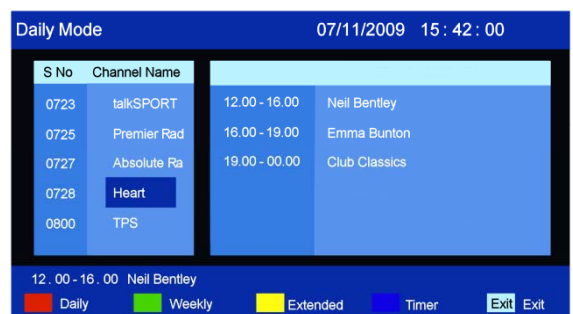 Daily Mode 07/11/2009 15:42:00
S No Channel Name
0723 talkSPORT 12.00 - 16.00 Neil Bentley
0725 Premier Rad 16.00 - 19.00 Emma Bunton
0727 Absolute Ra 19.00 - 00.00 Club Classics
0728 Heart
0800 TPS
12.00 - 16.00 Neil Bentley
Daily Weekly Extended Timer Exit Exit